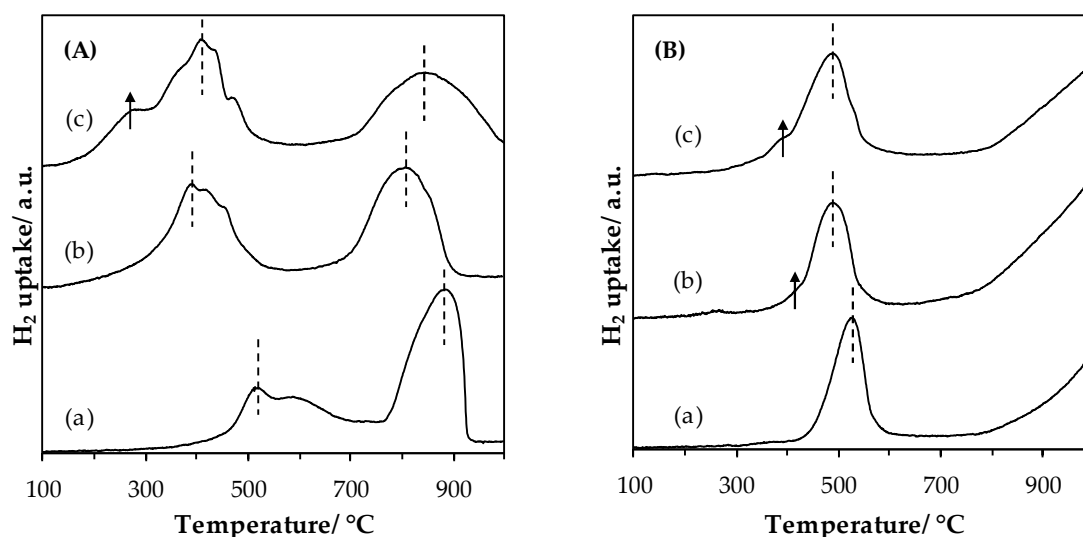 (A)
(c)
(b)
(a)
H₂ uptake/ a.u.
100 300 500 700 900
Temperature/ °C
(B)
(c)
(b)
(a)
H₂ uptake/ a.u.
100 300 500 700 900
Temperature/ °C